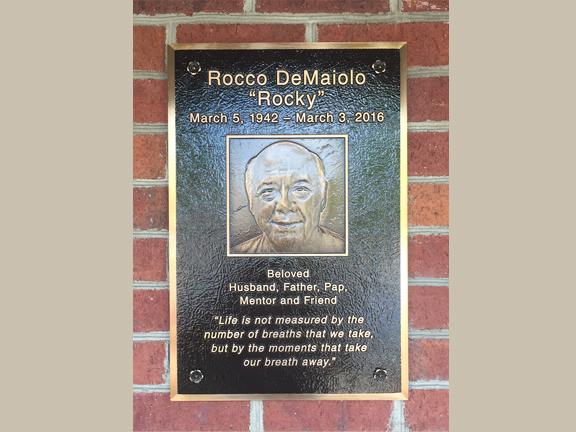 Rocco DeMaiolo
“Rocky”
March 5, 1942 – March 3, 2016
Beloved
Husband, Father, Pap,
Mentor and Friend
“Life is not measured by the
number of breaths that we take,
but by the moments that take
our breath away.”